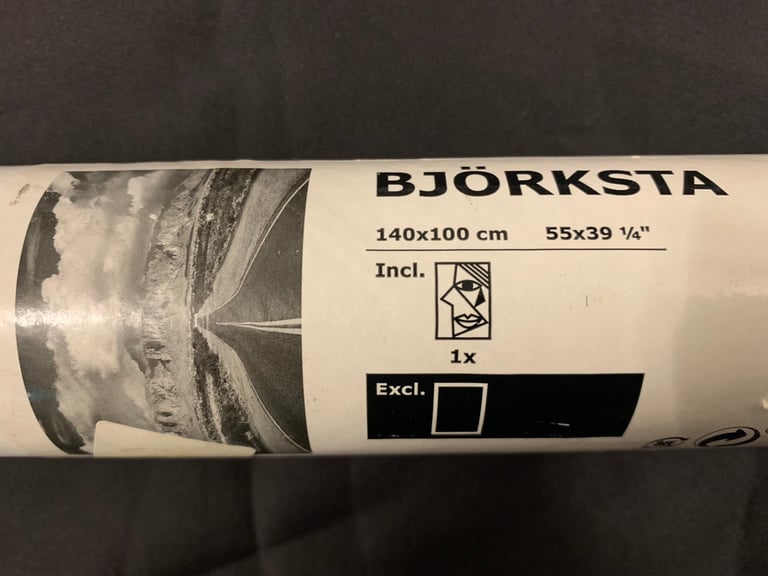 BJÖRKSTA
140x100 cm 55x39 ¼"
Incl.
1x
Excl.